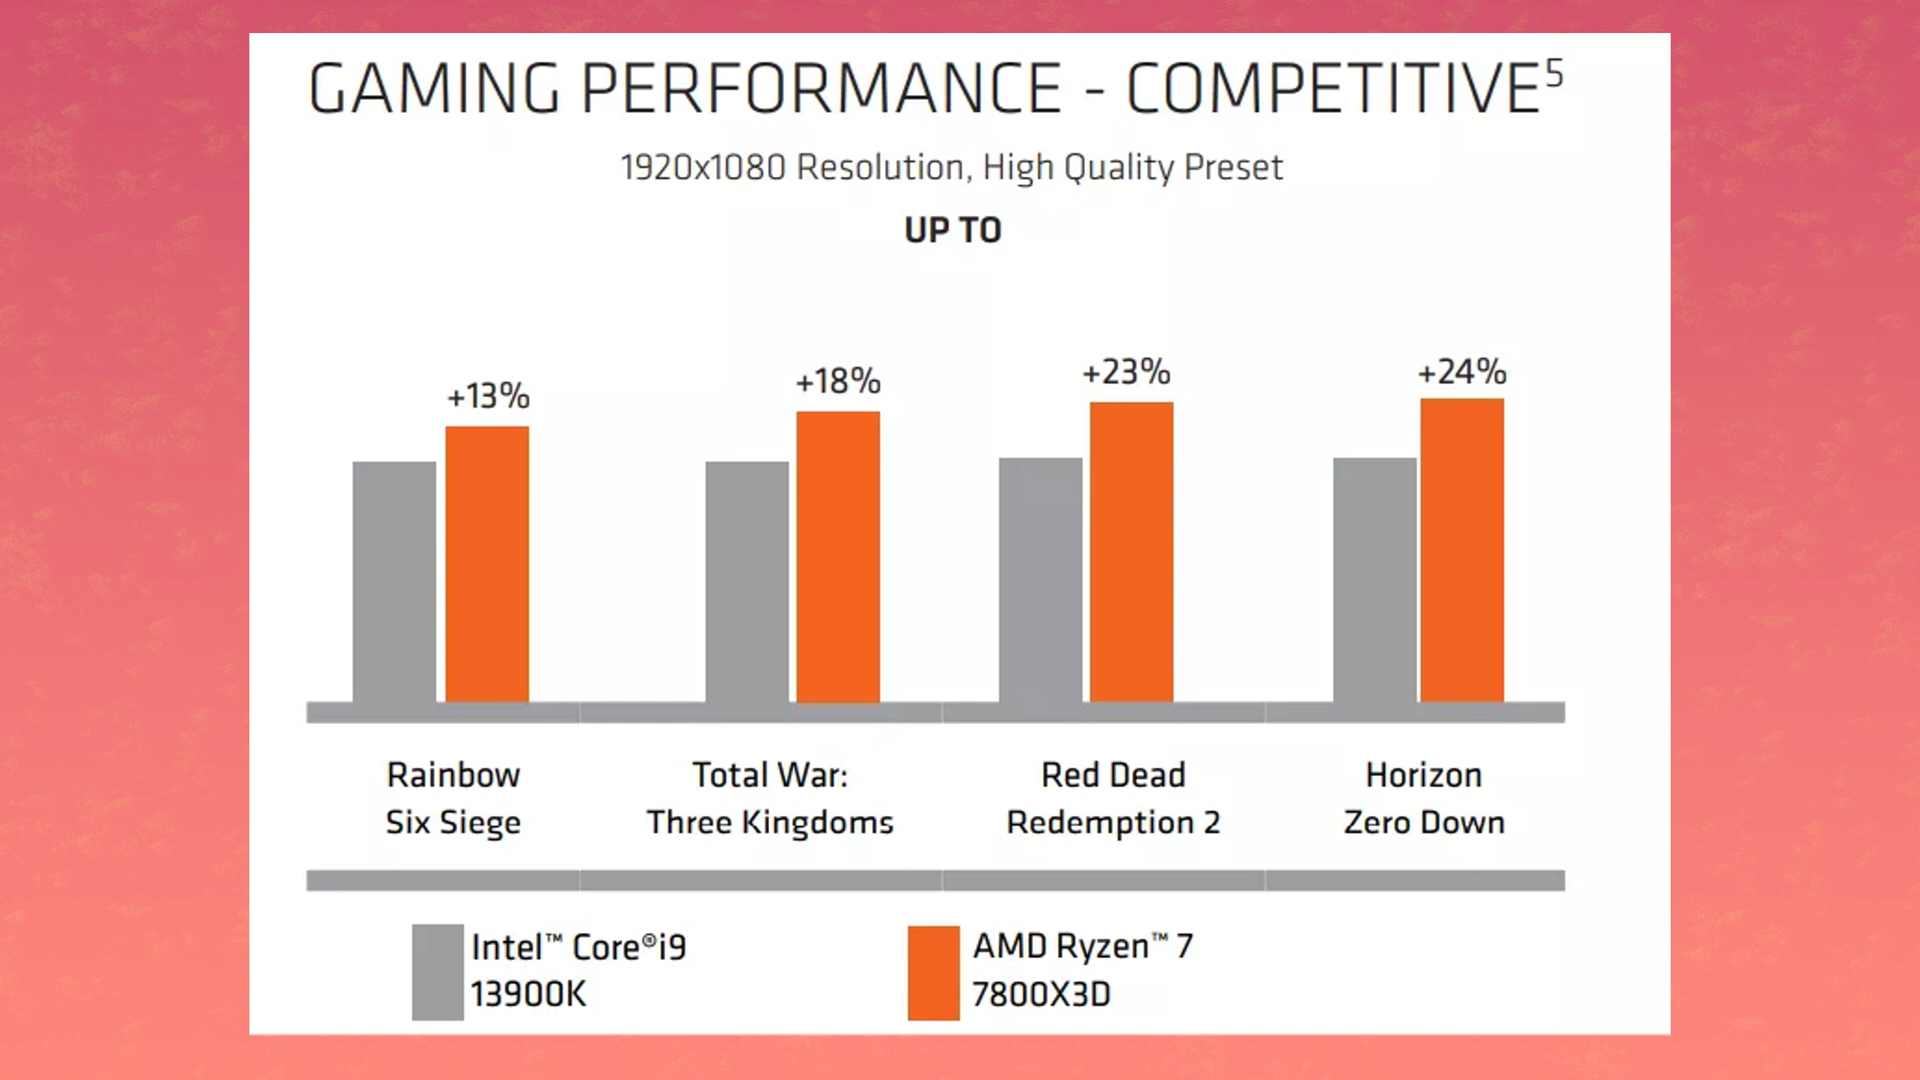 GAMING PERFORMANCE - COMPETITIVE⁵
1920x1080 Resolution, High Quality Preset
UP TO
+13%
+18%
+23%
+24%
Rainbow
Six Siege
Total War:
Three Kingdoms
Red Dead
Redemption 2
Horizon
Zero Down
Intel™ Core®i9
13900K
AMD Ryzen™ 7
7800X3D